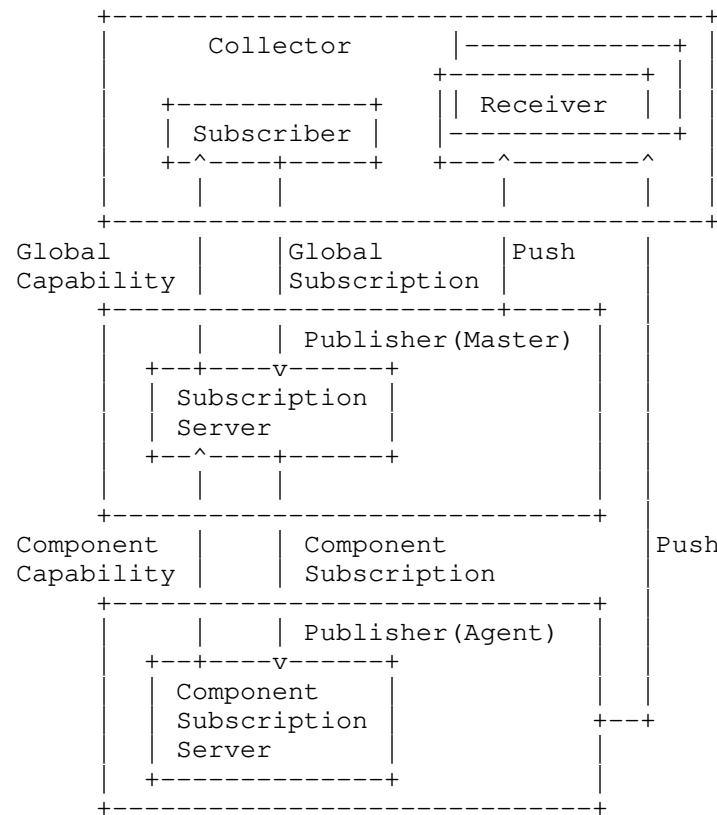 Collector
Receiver
Subscriber
Global Global Push
Capability Subscription
Publisher(Master)
Subscription
Server
Component Component Push
Capability Subscription
Publisher(Agent)
Component
Subscription
Server